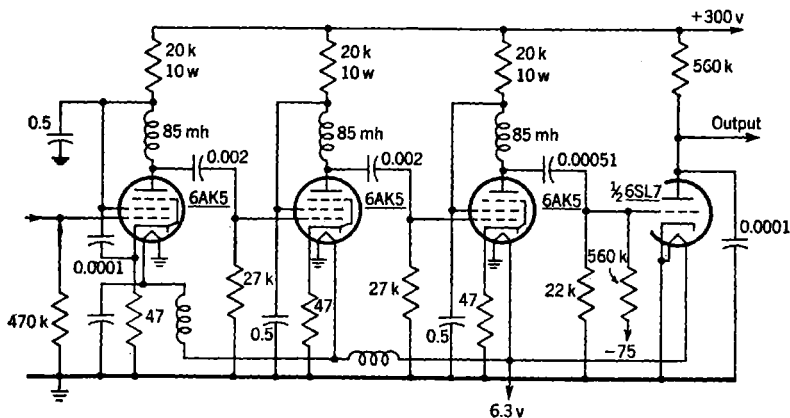 +300 v
20 k
10 w
20 k
10 w
20 k
10 w
560 k
0.5
85 mh
85 mh
85 mh
Output
0.002
0.002
0.00051
6AK5
6AK5
6AK5
½6SL7
0.0001
0.0001
560 k
27 k
27 k
22 k
470 k
47
47
47
0.5
0.5
-75
6.3 v